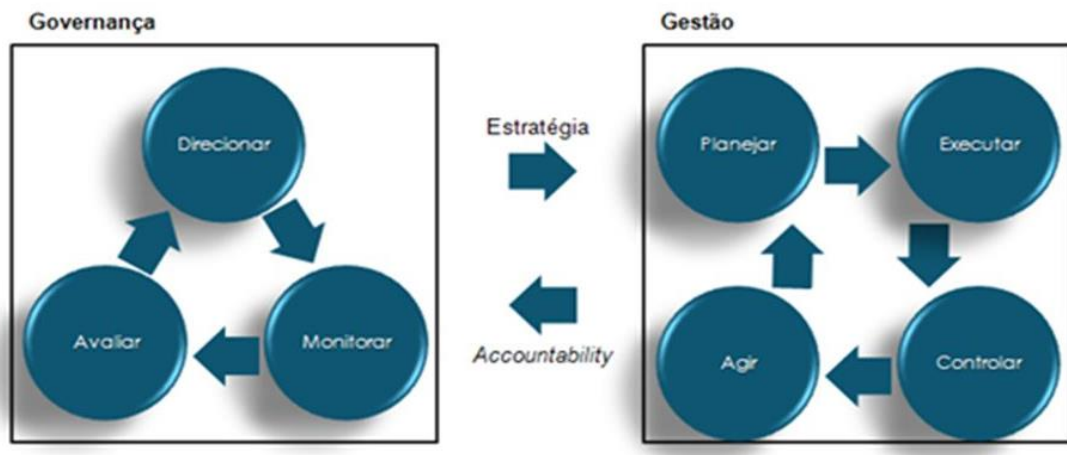 Governança
Gestão
Direcionar
Avaliar
Monitorar
Estratégia
Accountability
Planejar
Executar
Agir
Controlar